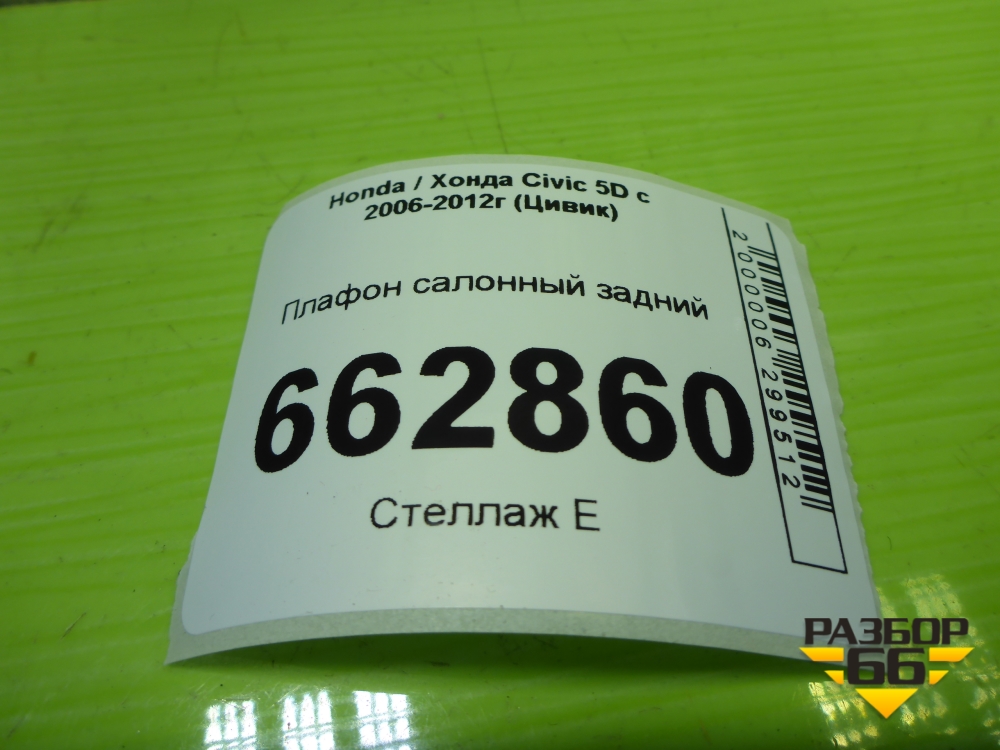 Honda / Хонда Civic 5D с
2006-2012г (Цивик)
Плафон салонный задний
662860
Стеллаж Е
2000006299512
РАЗБОР
66